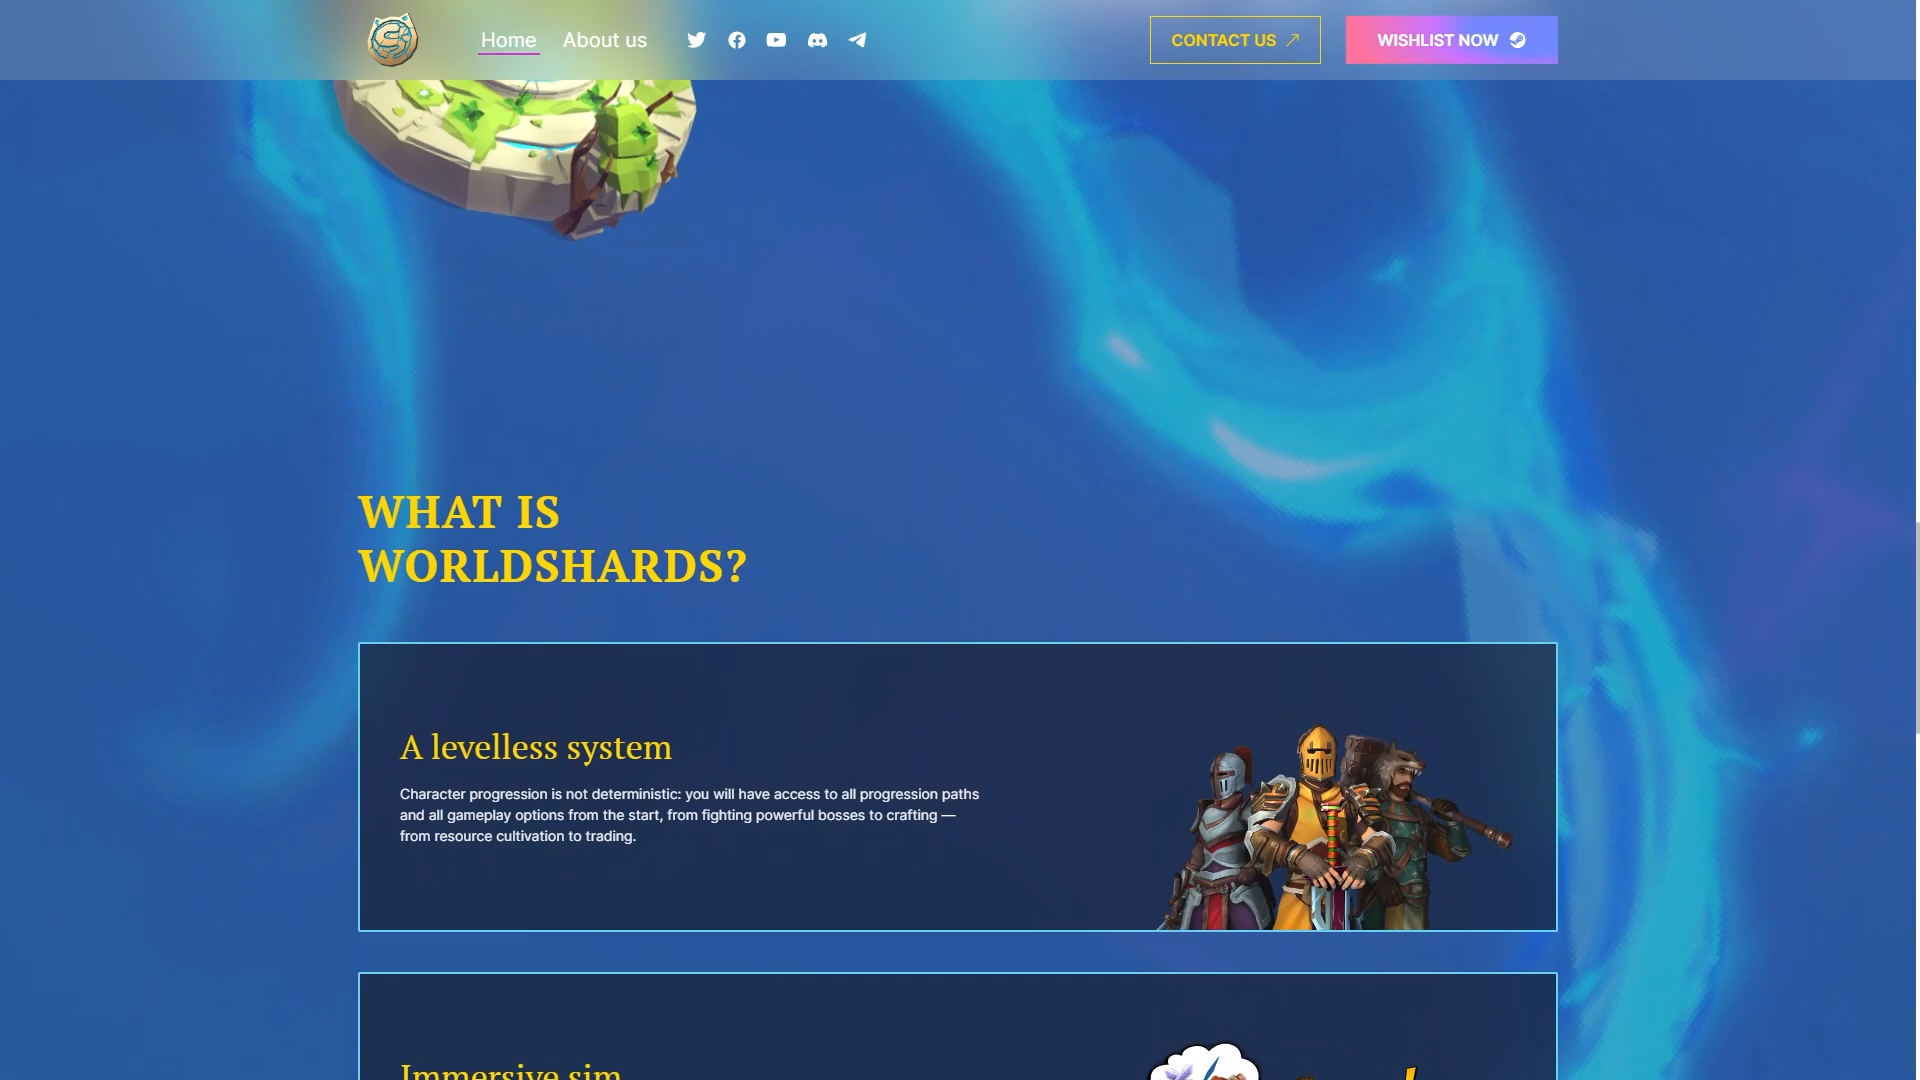 Home About us
CONTACT US
WISHLIST NOW
WHAT IS
WORLDSHARDS?
A levelless system
Character progression is not deterministic: you will have access to all progression paths
and all gameplay options from the start, from fighting powerful bosses to crafting —
from resource cultivation to trading.
Immersive sim